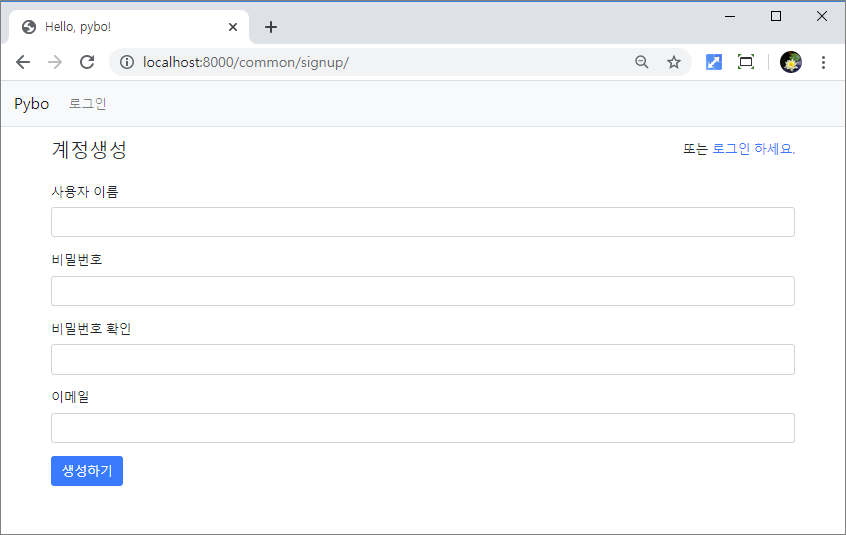 Hello, pybo!
localhost:8000/common/signup/
Pybo 로그인
계정생성
또는 로그인 하세요.
사용자 이름
비밀번호
비밀번호 확인
이메일
생성하기